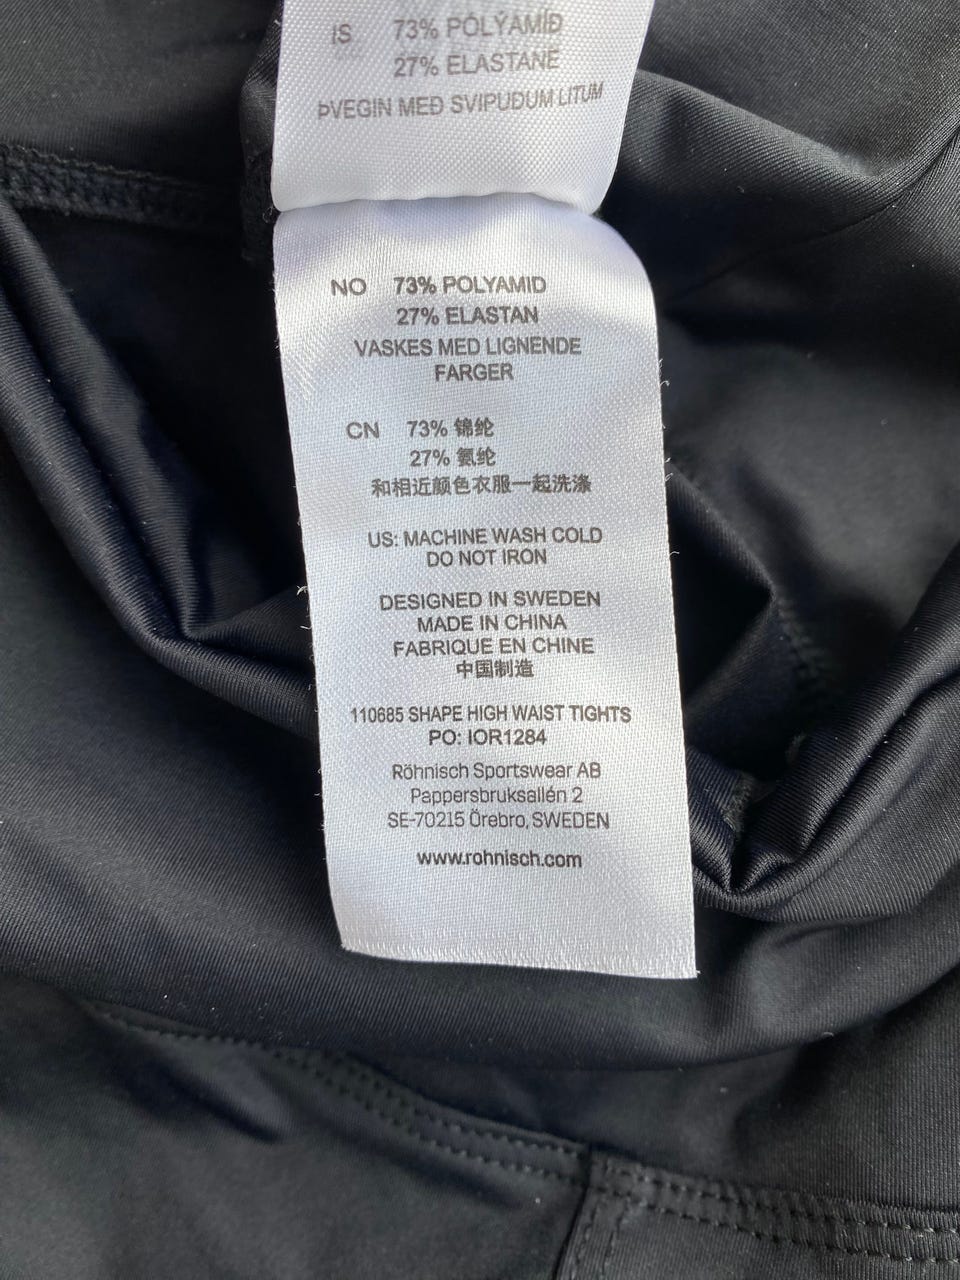 IS 73% PÓLÝAMÍÐ
27% ELASTANE
ÞVEGIN MEÐ SVIPUDUM LITUM
NO 73% POLYAMID
27% ELASTAN
VASKES MED LIGNENDE
FARGER
CN 73% 锦纶
27% 氨纶
和相近颜色衣服一起洗涤
US: MACHINE WASH COLD
DO NOT IRON
DESIGNED IN SWEDEN
MADE IN CHINA
FABRIQUE EN CHINE
中国制造
110685 SHAPE HIGH WAIST TIGHTS
PO: IOR1284
Röhnisch Sportswear AB
Pappersbruksallén 2
SE-70215 Örebro, SWEDEN
www.rohnisch.com